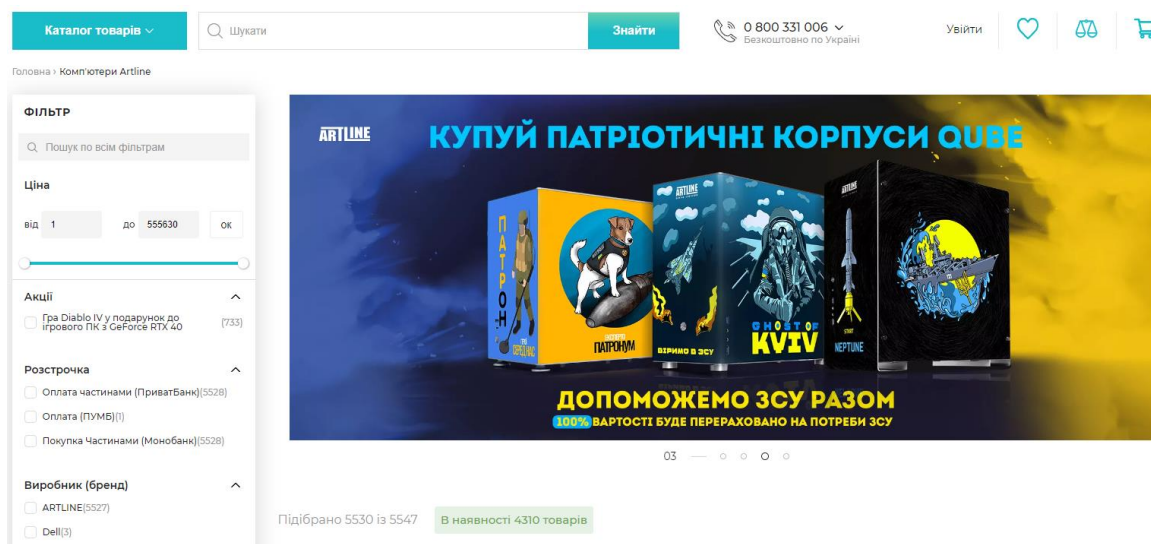 Каталог товарів
Шукати
Знайти
0 800 331 006
Безкоштовно по Україні
Увійти
Головна › Комп'ютери Artline
ФІЛЬТР
Пошук по всім фільтрам
Ціна
від 1 до 555630 ОК
Акції
Гра Diablo IV у подарунок до
ігрового ПК з GeForce RTX 40 (733)
Розстрочка
Оплата частинами (ПриватБанк)(5528)
Оплата (ПУМБ)(1)
Покупка Частинами (Монобанк)(5528)
Виробник (бренд)
ARTLINE(5527)
Dell(3)
ARTLINE
КУПУЙ ПАТРІОТИЧНІ КОРПУСИ QUBE
ПАТРОН
ПАТРОНУМ
ARTLINE
ВІРИМО В ЗСУ
GHOST OF
KYIV
ARTLINE
START
NEPTUNE
ДОПОМОЖЕМО ЗСУ РАЗОМ
100% ВАРТОСТІ БУДЕ ПЕРЕРАХОВАНО НА ПОТРЕБИ ЗСУ
03
Підібрано 5530 із 5547
В наявності 4310 товарів